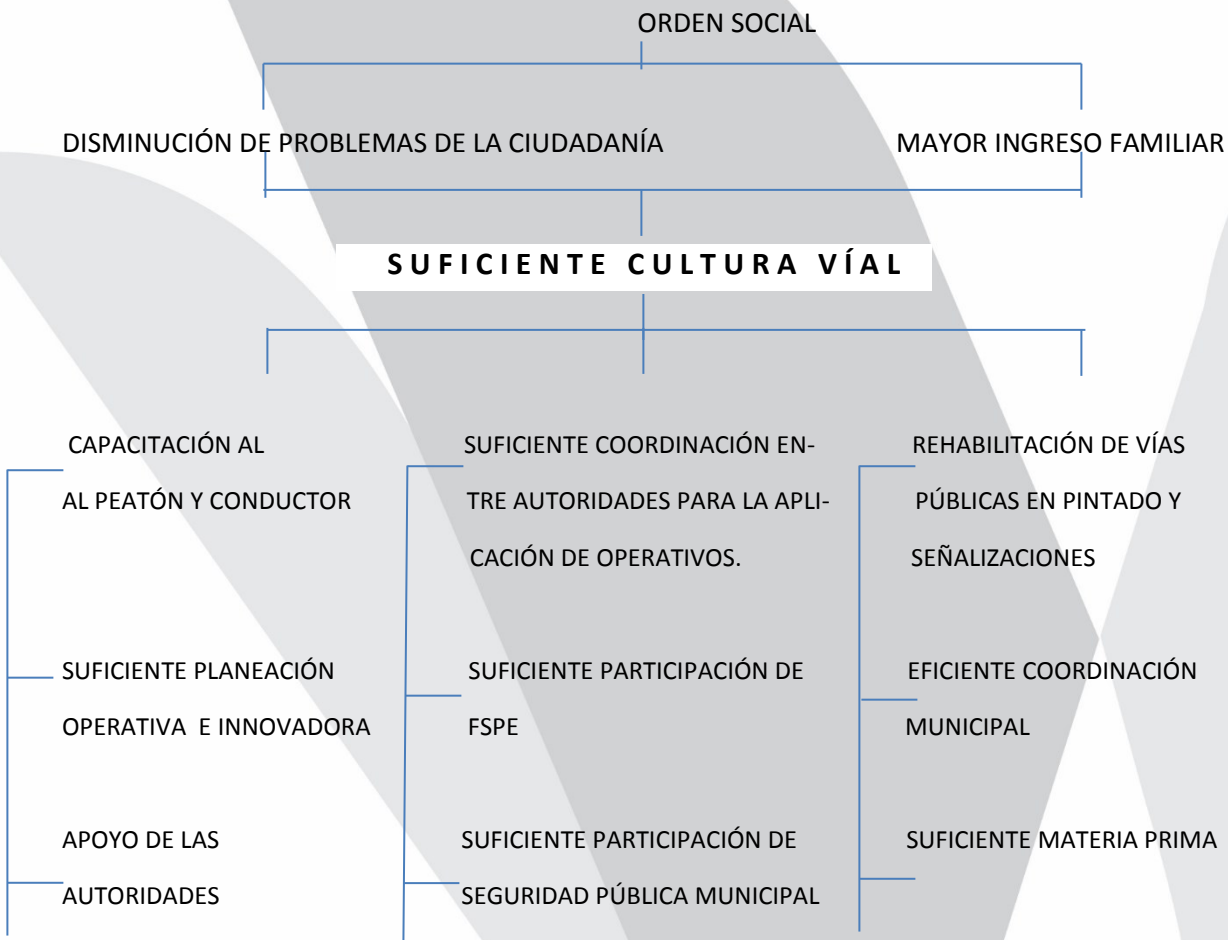 ORDEN SOCIAL
DISMINUCIÓN DE PROBLEMAS DE LA CIUDADANÍA
MAYOR INGRESO FAMILIAR
SUFICIENTE CULTURA VÍAL
CAPACITACIÓN AL
AL PEATÓN Y CONDUCTOR
SUFICIENTE PLANEACIÓN
OPERATIVA E INNOVADORA
APOYO DE LAS
AUTORIDADES
SUFICIENTE COORDINACIÓN EN-
TRE AUTORIDADES PARA LA APLI-
CACIÓN DE OPERATIVOS.
SUFICIENTE PARTICIPACIÓN DE
FSPE
SUFICIENTE PARTICIPACIÓN DE
SEGURIDAD PÚBLICA MUNICIPAL
REHABILITACIÓN DE VÍAS
PÚBLICAS EN PINTADO Y
SEÑALIZACIONES
EFICIENTE COORDINACIÓN
MUNICIPAL
SUFICIENTE MATERIA PRIMA